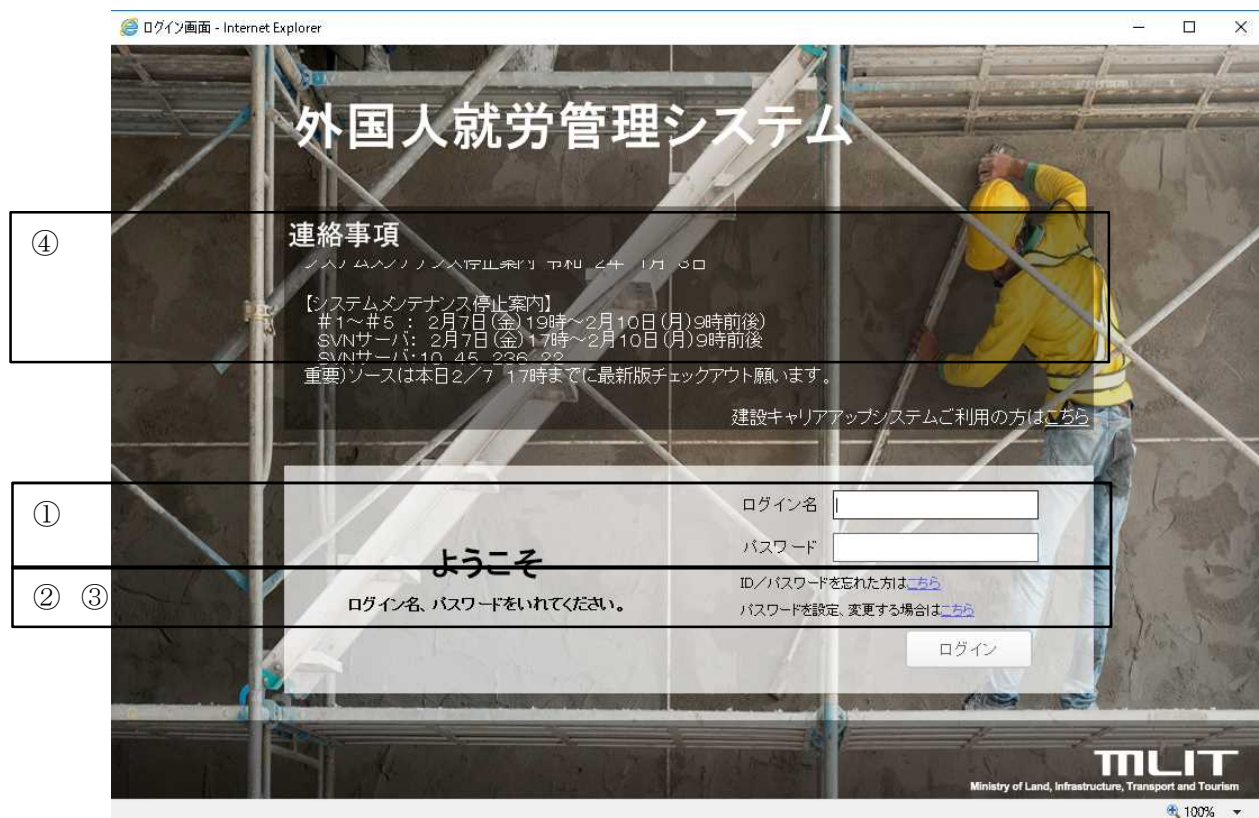 ログイン画面 - Internet Explorer
外国人就労管理システム
④
連絡事項
【システムメンテナンス停止案内】
#1～#5 : 2月7日(金)19時～2月10日(月)9時前後)
SVNサーバ: 2月7日(金)17時～2月10日(月)9時前後
SVNサーバ:10.45.236.22
重要)ソースは本日2／7 17時までに最新版チェックアウト願います。
建設キャリアアップシステムご利用の方はこちら
①
ログイン名
パスワード
ようこそ
② ③
ログイン名、パスワードをいれてください。
ID／パスワードを忘れた方はこちら
パスワードを設定、変更する場合はこちら
ログイン
MLIT
Ministry of Land, Infrastructure, Transport and Tourism
100%